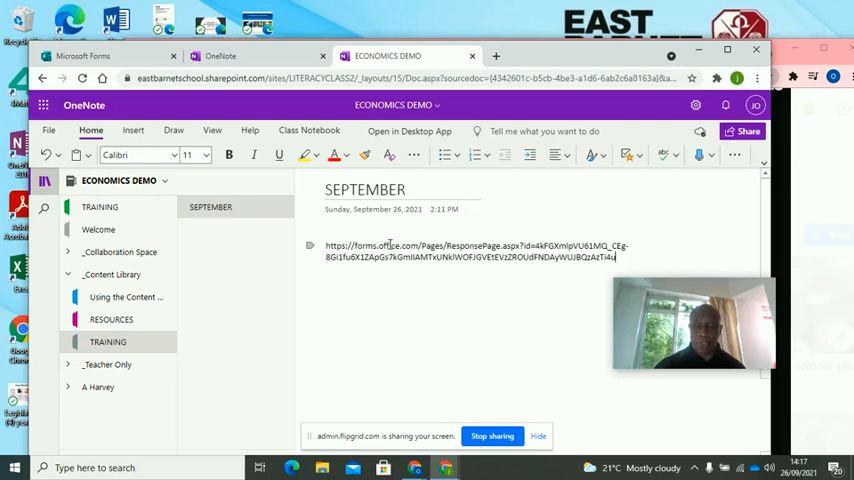 EAST
Recycle
Microsoft Forms
OneNote
ECONOMICS DEMO
eastbarnetschool.sharepoint.com/sites/LITERACYCLASS2/_layouts/15/Doc.aspx?sourcedoc={4342601c-b5cb-4be3-a1d6-6ab2c6a8163a}&a...
j
O
OneNote
ECONOMICS DEMO
JO
File
Home
Insert
Draw
View
Help
Class Notebook
Open in Desktop App
Tell me what you want to do
Share
Calibri
11
B
I
U
A
ECONOMICS DEMO
TRAINING
Welcome
_Collaboration Space
_Content Library
Using the Content ...
RESOURCES
TRAINING
_Teacher Only
A Harvey
SEPTEMBER
SEPTEMBER
Sunday, September 26, 2021 2:11 PM
https://forms.office.com/Pages/ResponsePage.aspx?id=4kFGXmlpVU61MQ_CEg-
8Gi1fu6X1ZApGs7kGmIIAMTxUNklWOFJGVEtEVzZROUdFNDAyWUJBQzAzTi4u
admin.flipgrid.com is sharing your screen.
Stop sharing
Hide
Type here to search
21°C Mostly cloudy
14:17
26/09/2021